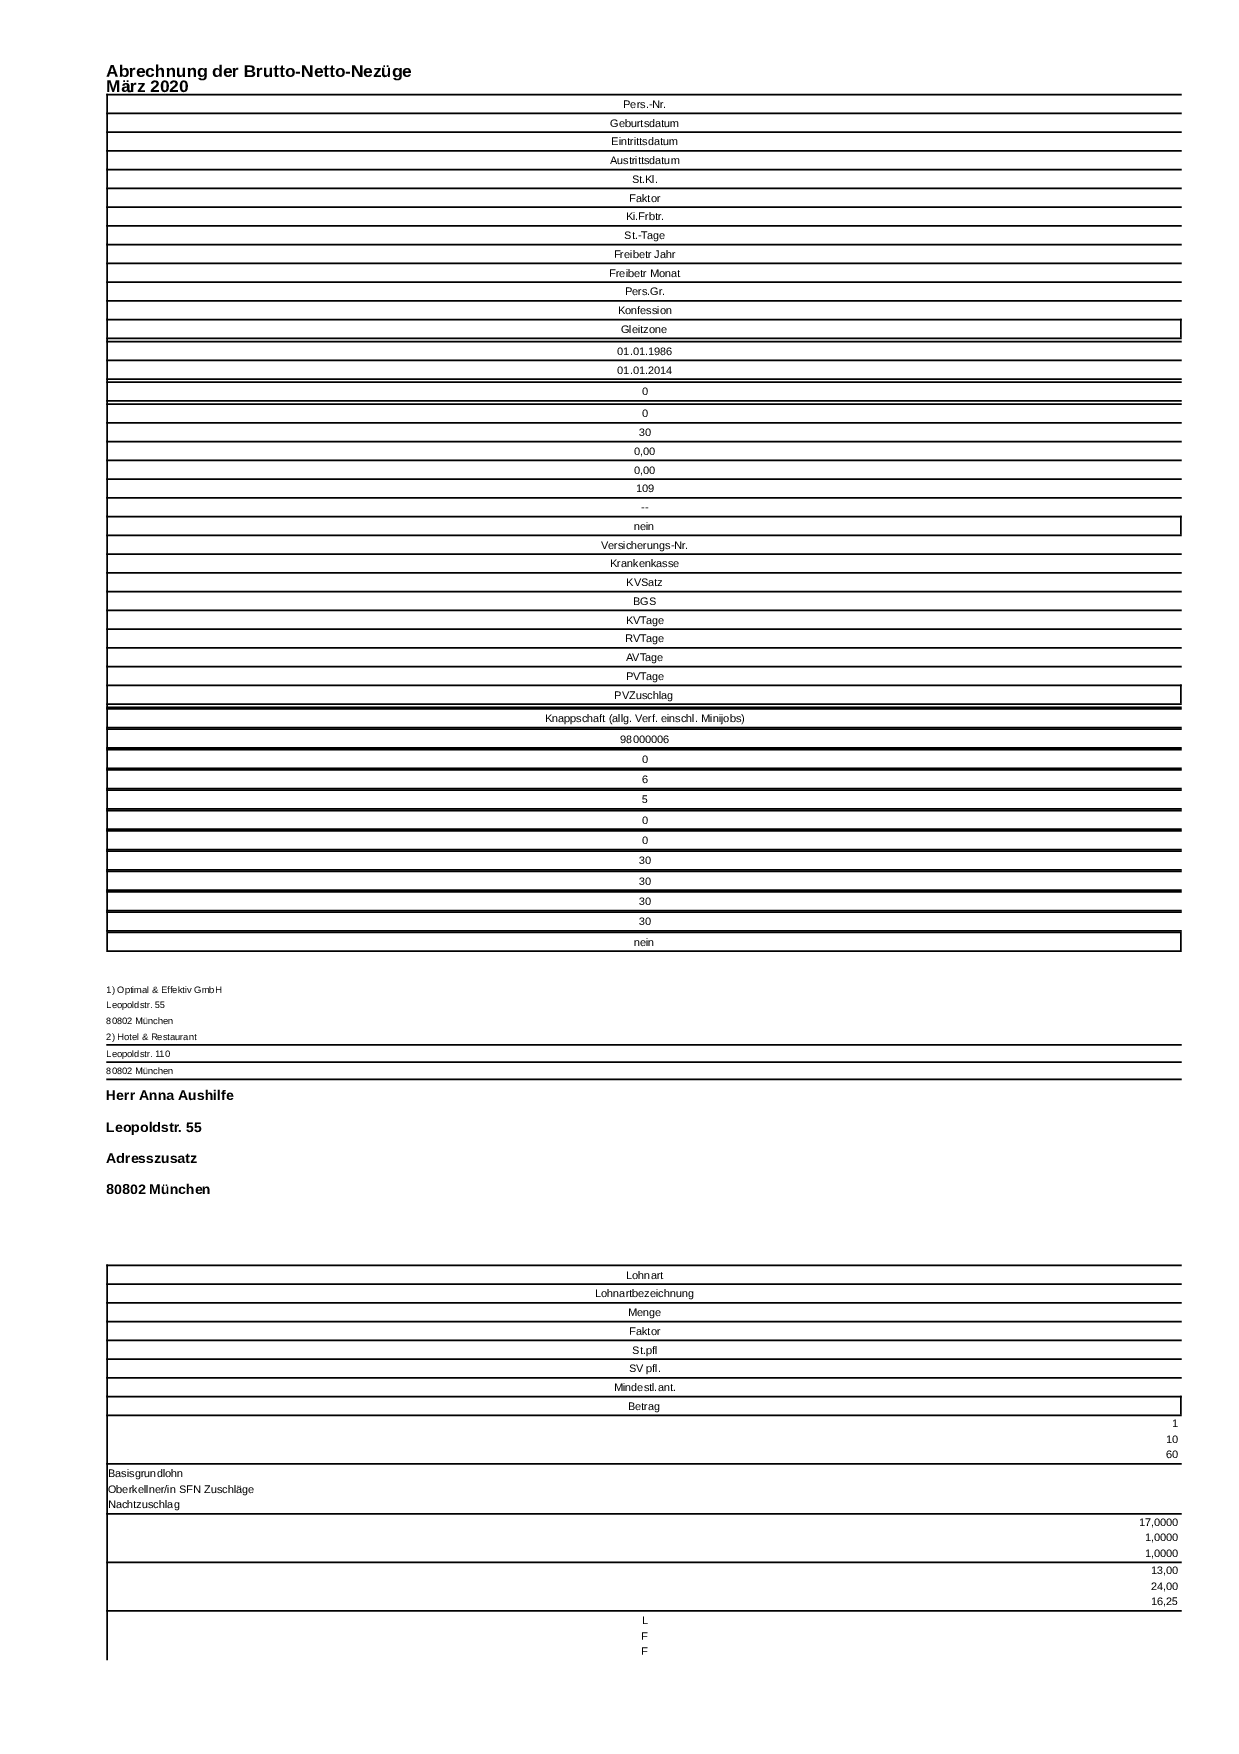 Abrechnung der Brutto-Netto-Nezüge
März 2020
Pers.-Nr.
Geburtsdatum
Eintrittsdatum
Austrittsdatum
St.Kl.
Faktor
Ki.Frbtr.
St.-Tage
Freibetr Jahr
Freibetr Monat
Pers.Gr.
Konfession
Gleitzone
01.01.1986
01.01.2014
0
0
30
0,00
0,00
109
--
nein
Versicherungs-Nr.
Krankenkasse
KVSatz
BGS
KVTage
RVTage
AVTage
PVTage
PVZuschlag
Knappschaft (allg. Verf. einschl. Minijobs)
98000006
0
6
5
0
0
30
30
30
30
nein
1) Optimal & Effektiv GmbH
Leopoldstr. 55
80802 München
2) Hotel & Restaurant
Leopoldstr. 110
80802 München
Herr Anna Aushilfe
Leopoldstr. 55
Adresszusatz
80802 München
Lohnart
Lohnartbezeichnung
Menge
Faktor
St.pfl
SV pfl.
Mindestl.ant.
Betrag
1
10
60
Basisgrundlohn
Oberkellner/in SFN Zuschläge
Nachtzuschlag
17,0000
1,0000
1,0000
13,00
24,00
16,25
L
F
F